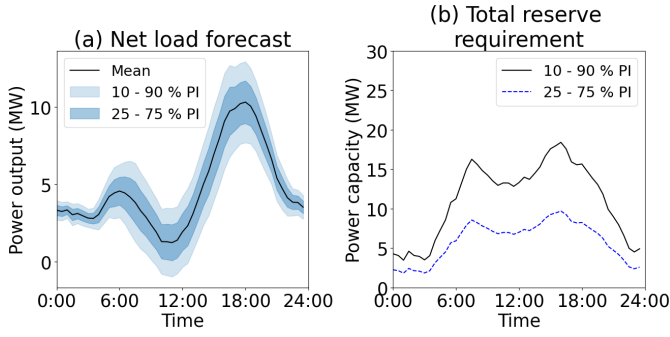 (a) Net load forecast
Mean
10 - 90 % PI
25 - 75 % PI
Power output (MW)
10
5
0
0:00 6:00 12:00 18:00 24:00
Time
(b) Total reserve
requirement
10 - 90 % PI
25 - 75 % PI
Power capacity (MW)
30
25
20
15
10
5
0
0:00 6:00 12:00 18:00 24:00
Time